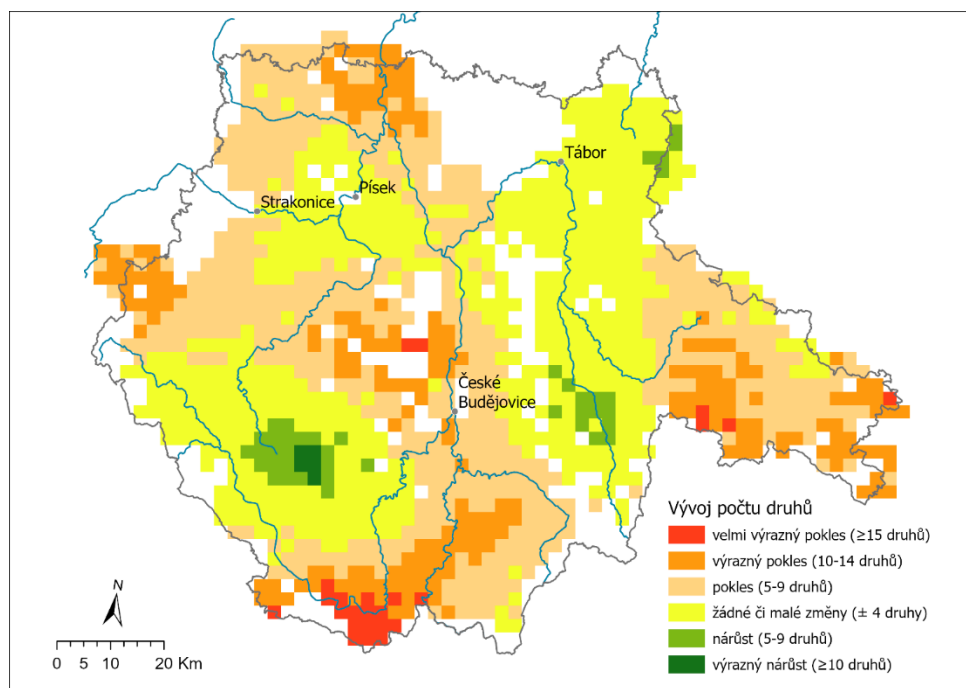 Tábor
Písek
Strakonice
České
Budějovice
Vývoj počtu druhů
velmi výrazný pokles (≥15 druhů)
výrazný pokles (10-14 druhů)
pokles (5-9 druhů)
žádné či malé změny (± 4 druhy)
nárůst (5-9 druhů)
výrazný nárůst (≥10 druhů)
N
0 5 10 20 Km